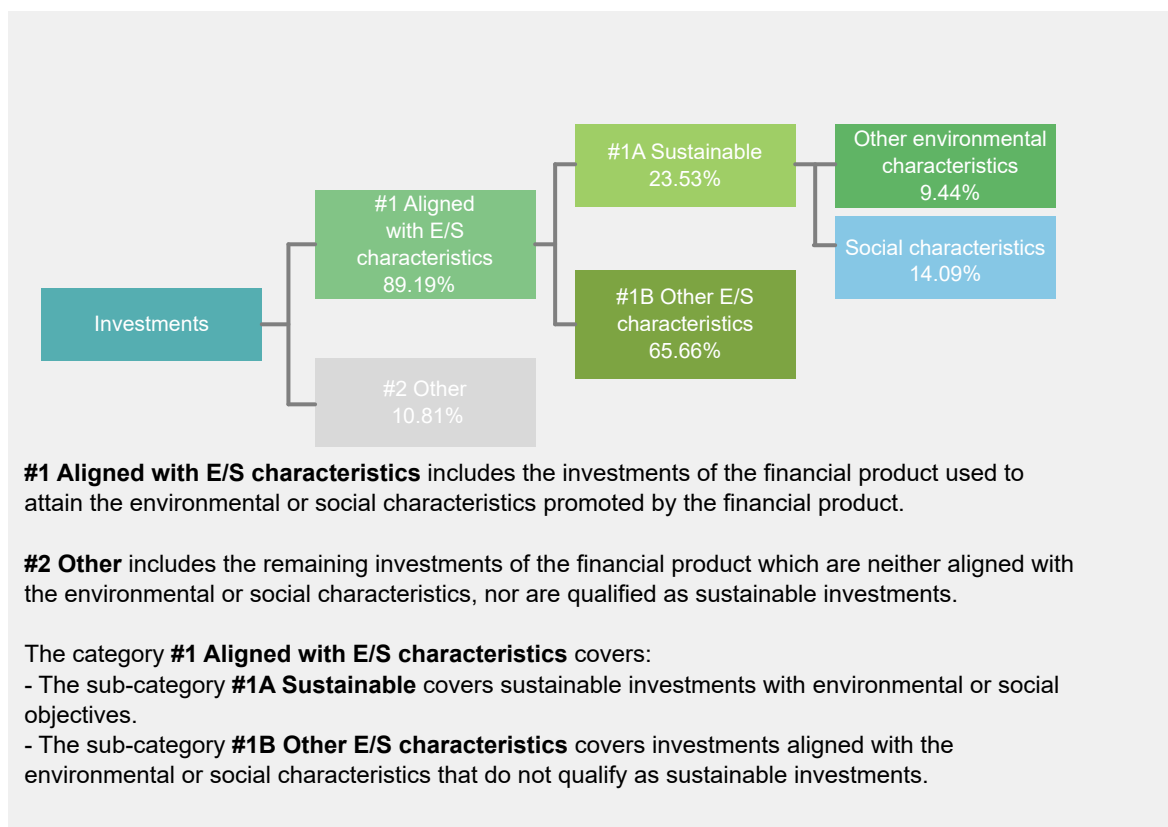 Investments
#1 Aligned
with E/S
characteristics
89.19%
#2 Other
10.81%
#1A Sustainable
23.53%
#1B Other E/S
characteristics
65.66%
Other environmental
characteristics
9.44%
Social characteristics
14.09%
#1 Aligned with E/S characteristics includes the investments of the financial product used to
attain the environmental or social characteristics promoted by the financial product.
#2 Other includes the remaining investments of the financial product which are neither aligned with
the environmental or social characteristics, nor are qualified as sustainable investments.
The category #1 Aligned with E/S characteristics covers:
- The sub-category #1A Sustainable covers sustainable investments with environmental or social
objectives.
- The sub-category #1B Other E/S characteristics covers investments aligned with the
environmental or social characteristics that do not qualify as sustainable investments.